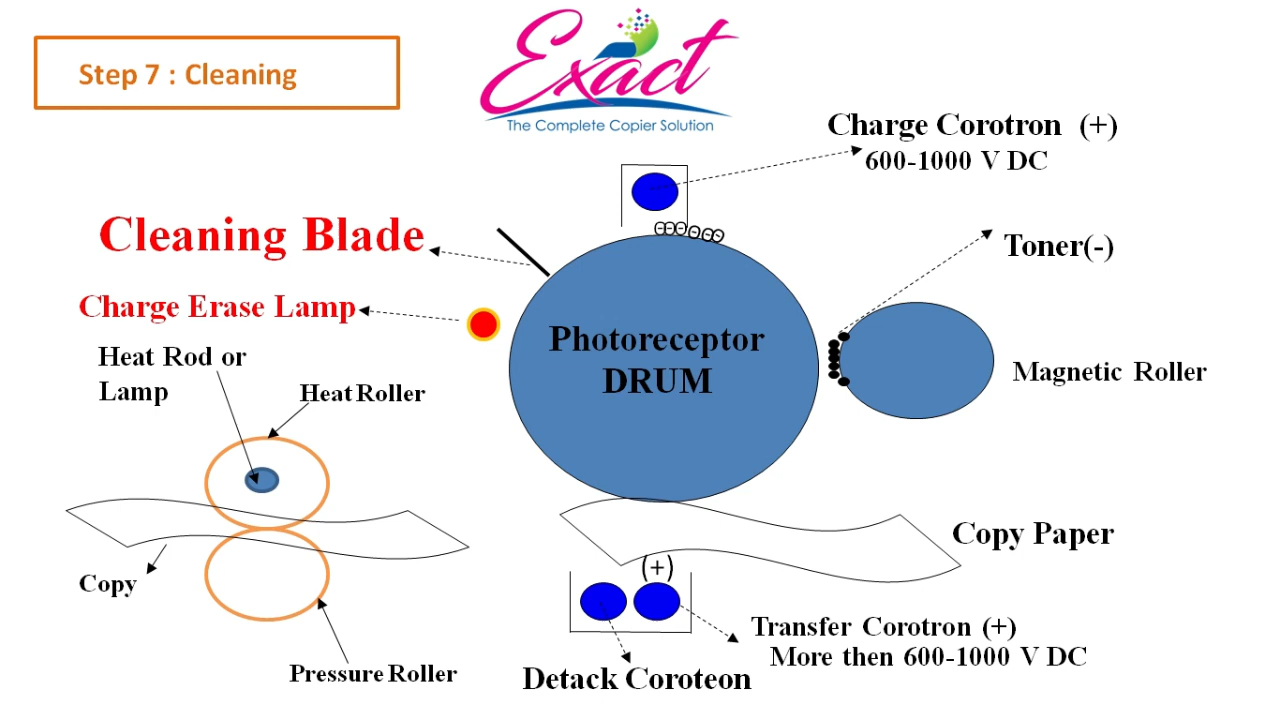 Step 7 : Cleaning
Exact
The Complete Copier Solution
Charge Corotron (+)
600-1000 V DC
Cleaning Blade
Toner(-)
Charge Erase Lamp
Photoreceptor
DRUM
Heat Rod or
Lamp
Heat Roller
Magnetic Roller
Copy Paper
(+)
Copy
Transfer Corotron (+)
More then 600-1000 V DC
Pressure Roller
Detack Coroteon